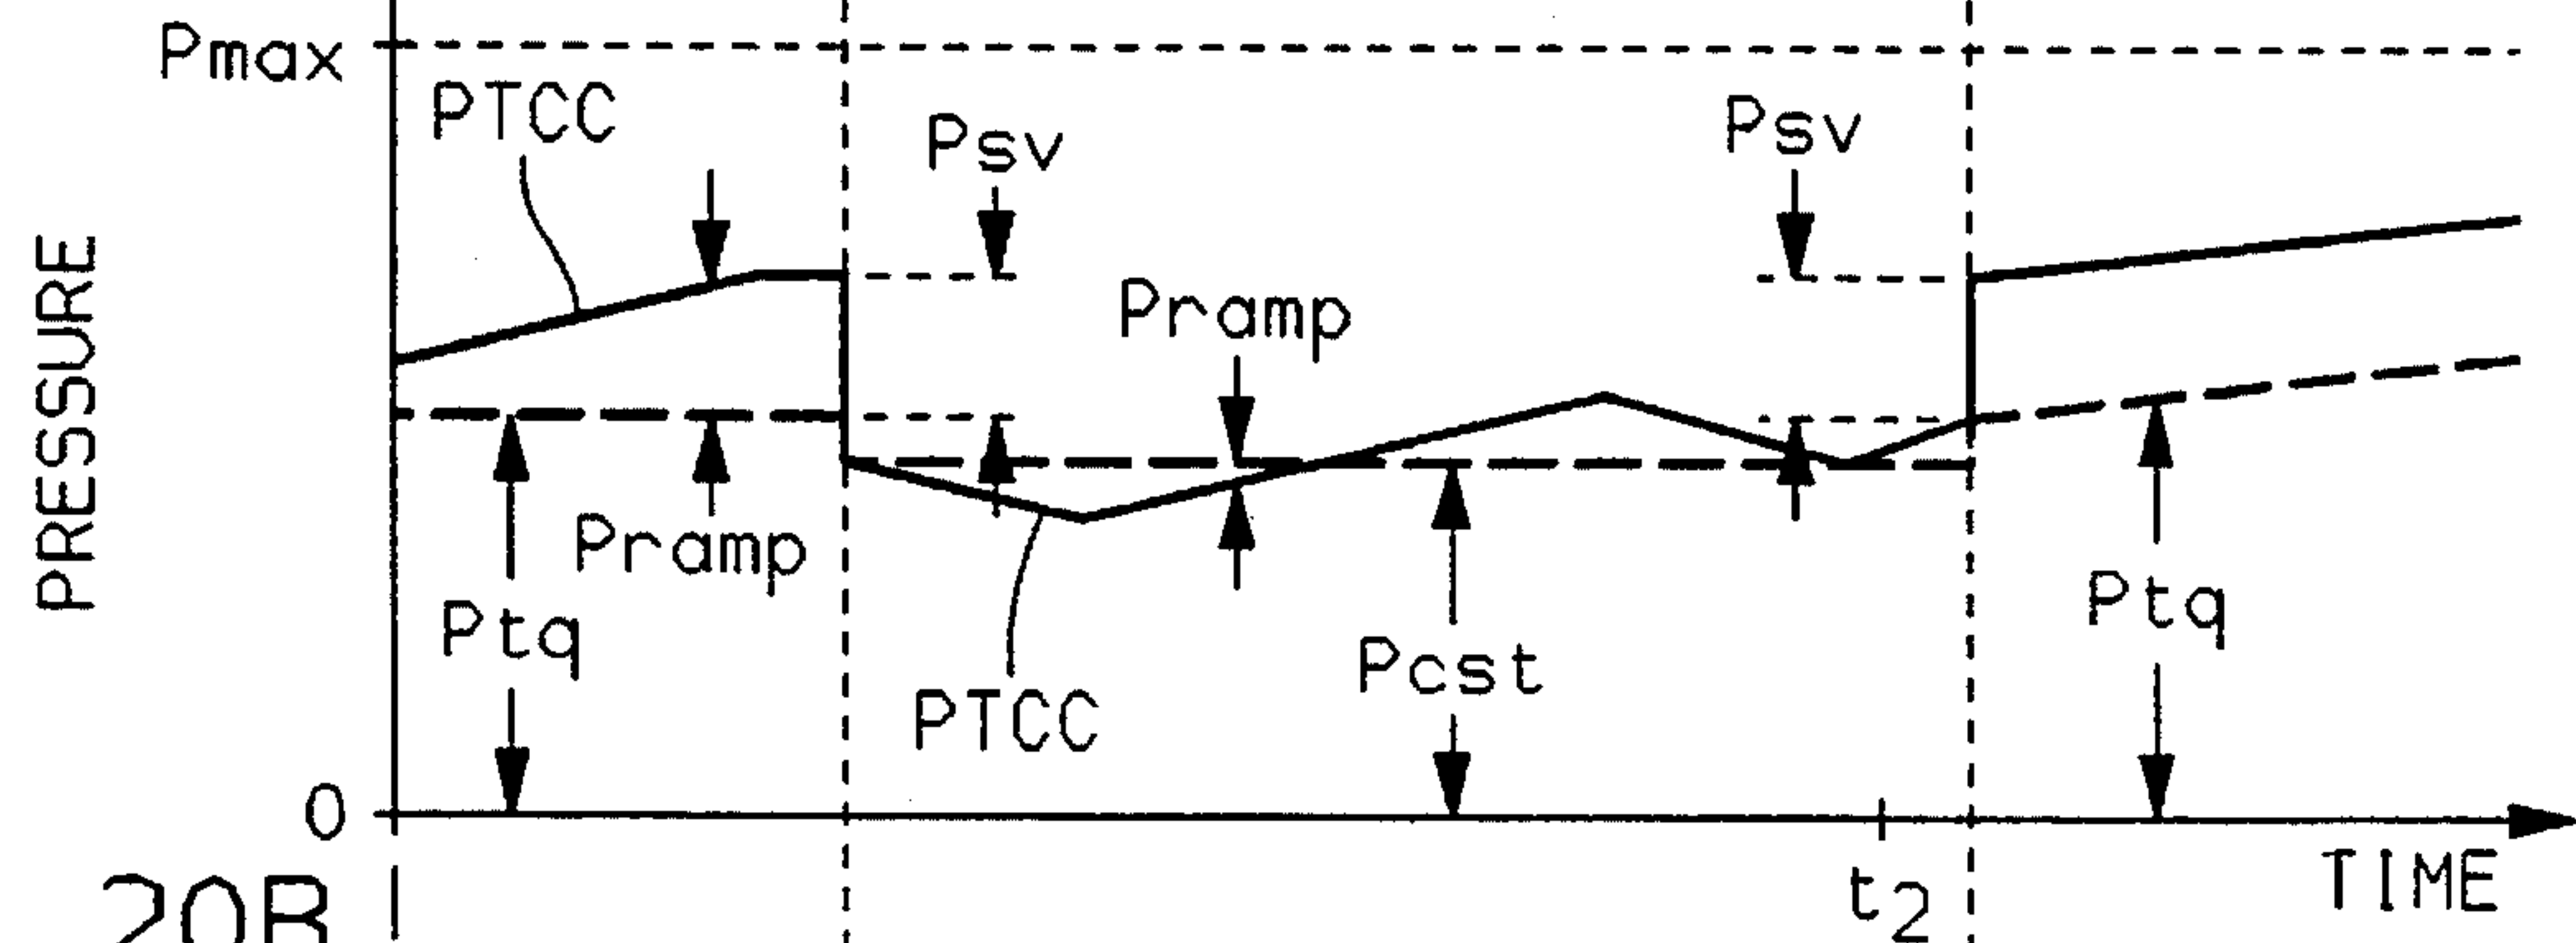 Pmax
PTCC
Psv
Psv
Pramp
PRESSURE
Pramp
Ptq
Ptq
Pcst
PTCC
0
t2
TIME
20B